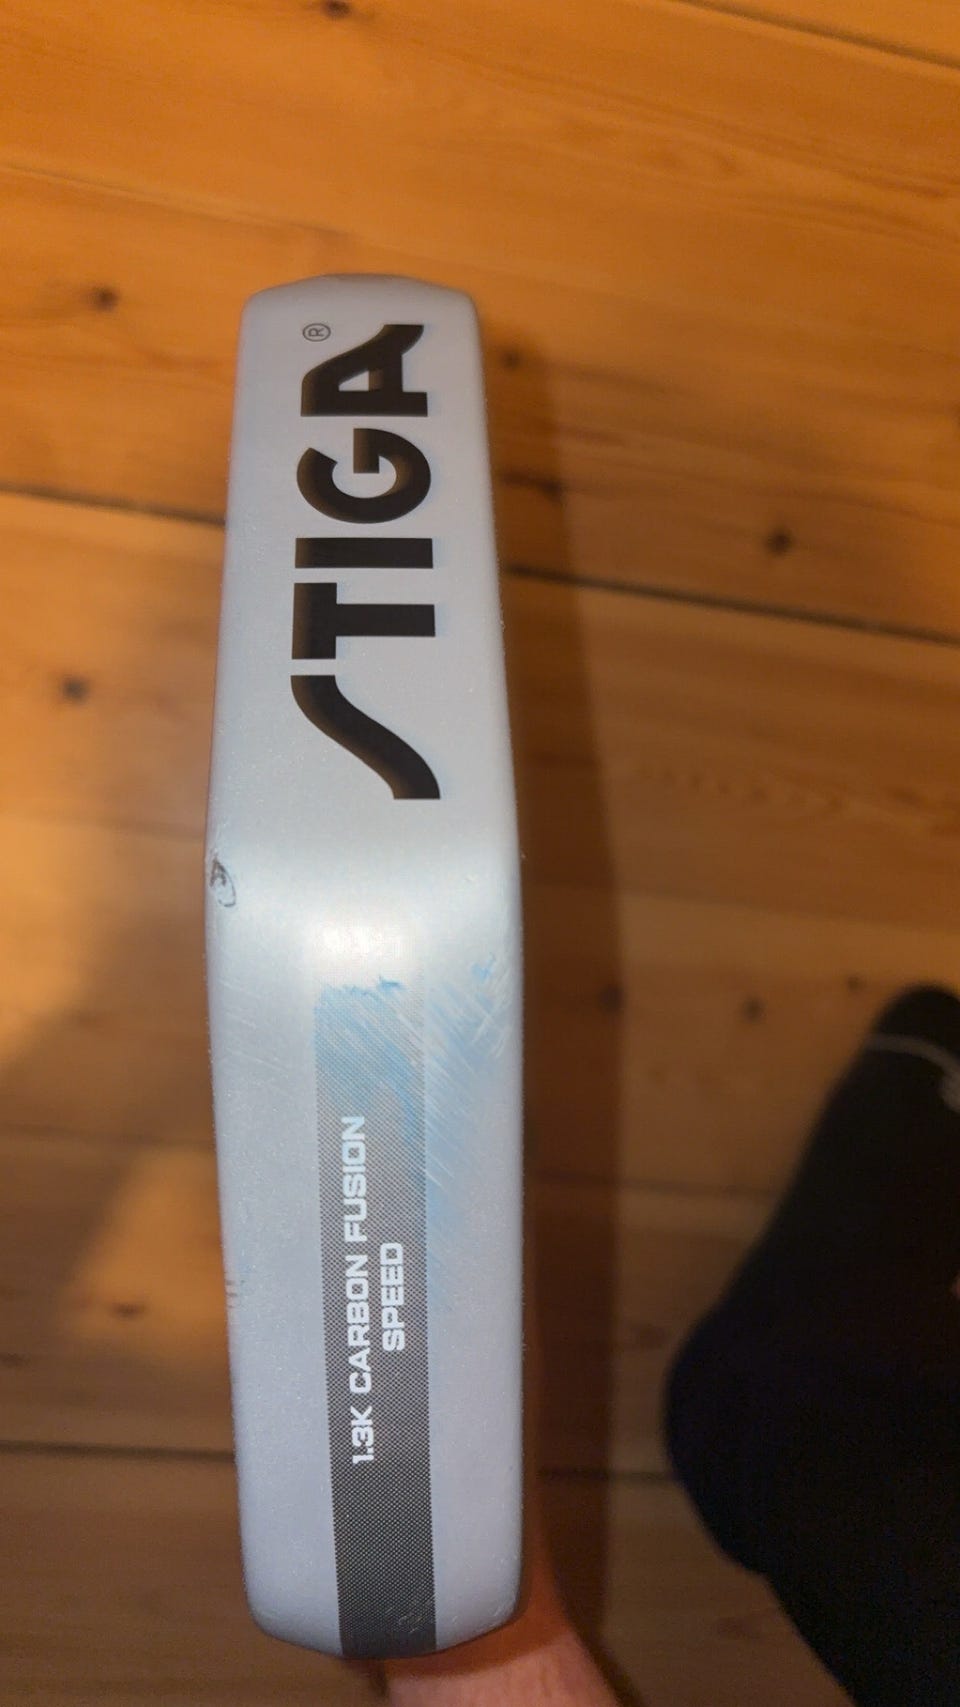 STIGA®
1.3K CARBON FUSION
SPEED